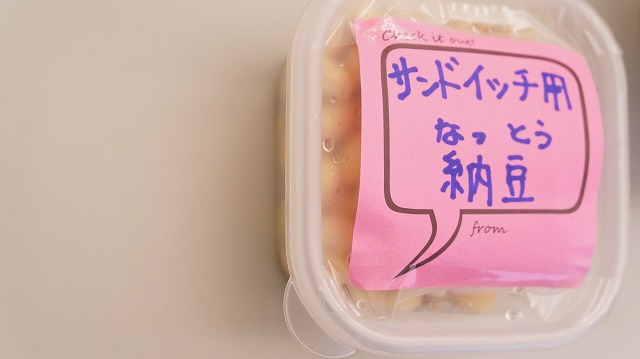 Check it out!
サンドイッチ用
なっとう
納豆
from